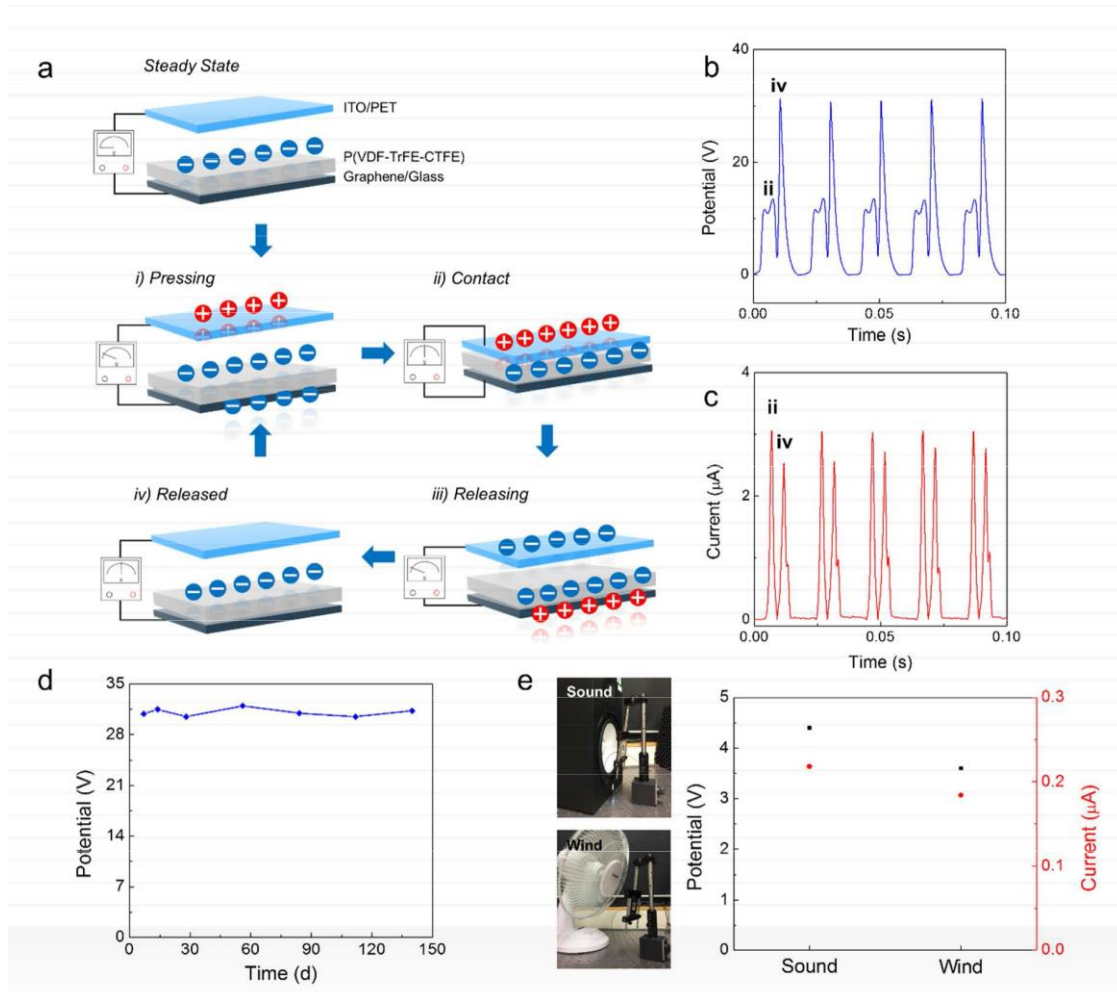 a
Steady State
ITO/PET
P(VDF-TrFE-CTFE)
Graphene/Glass
i) Pressing
ii) Contact
iv) Released
iii) Releasing
b
40
30
20
10
0
-10
Potential (V)
iv
ii
0.00
0.05
0.10
Time (s)
c
4
2
0
Current (μA)
ii
iv
0.00
0.05
0.10
Time (s)
d
35
28
21
14
7
0
Potential (V)
0
30
60
90
120
150
Time (d)
e
Sound
Wind
5
4
3
2
1
0
Potential (V)
0.3
0.2
0.1
0.0
Current (μA)
Sound
Wind